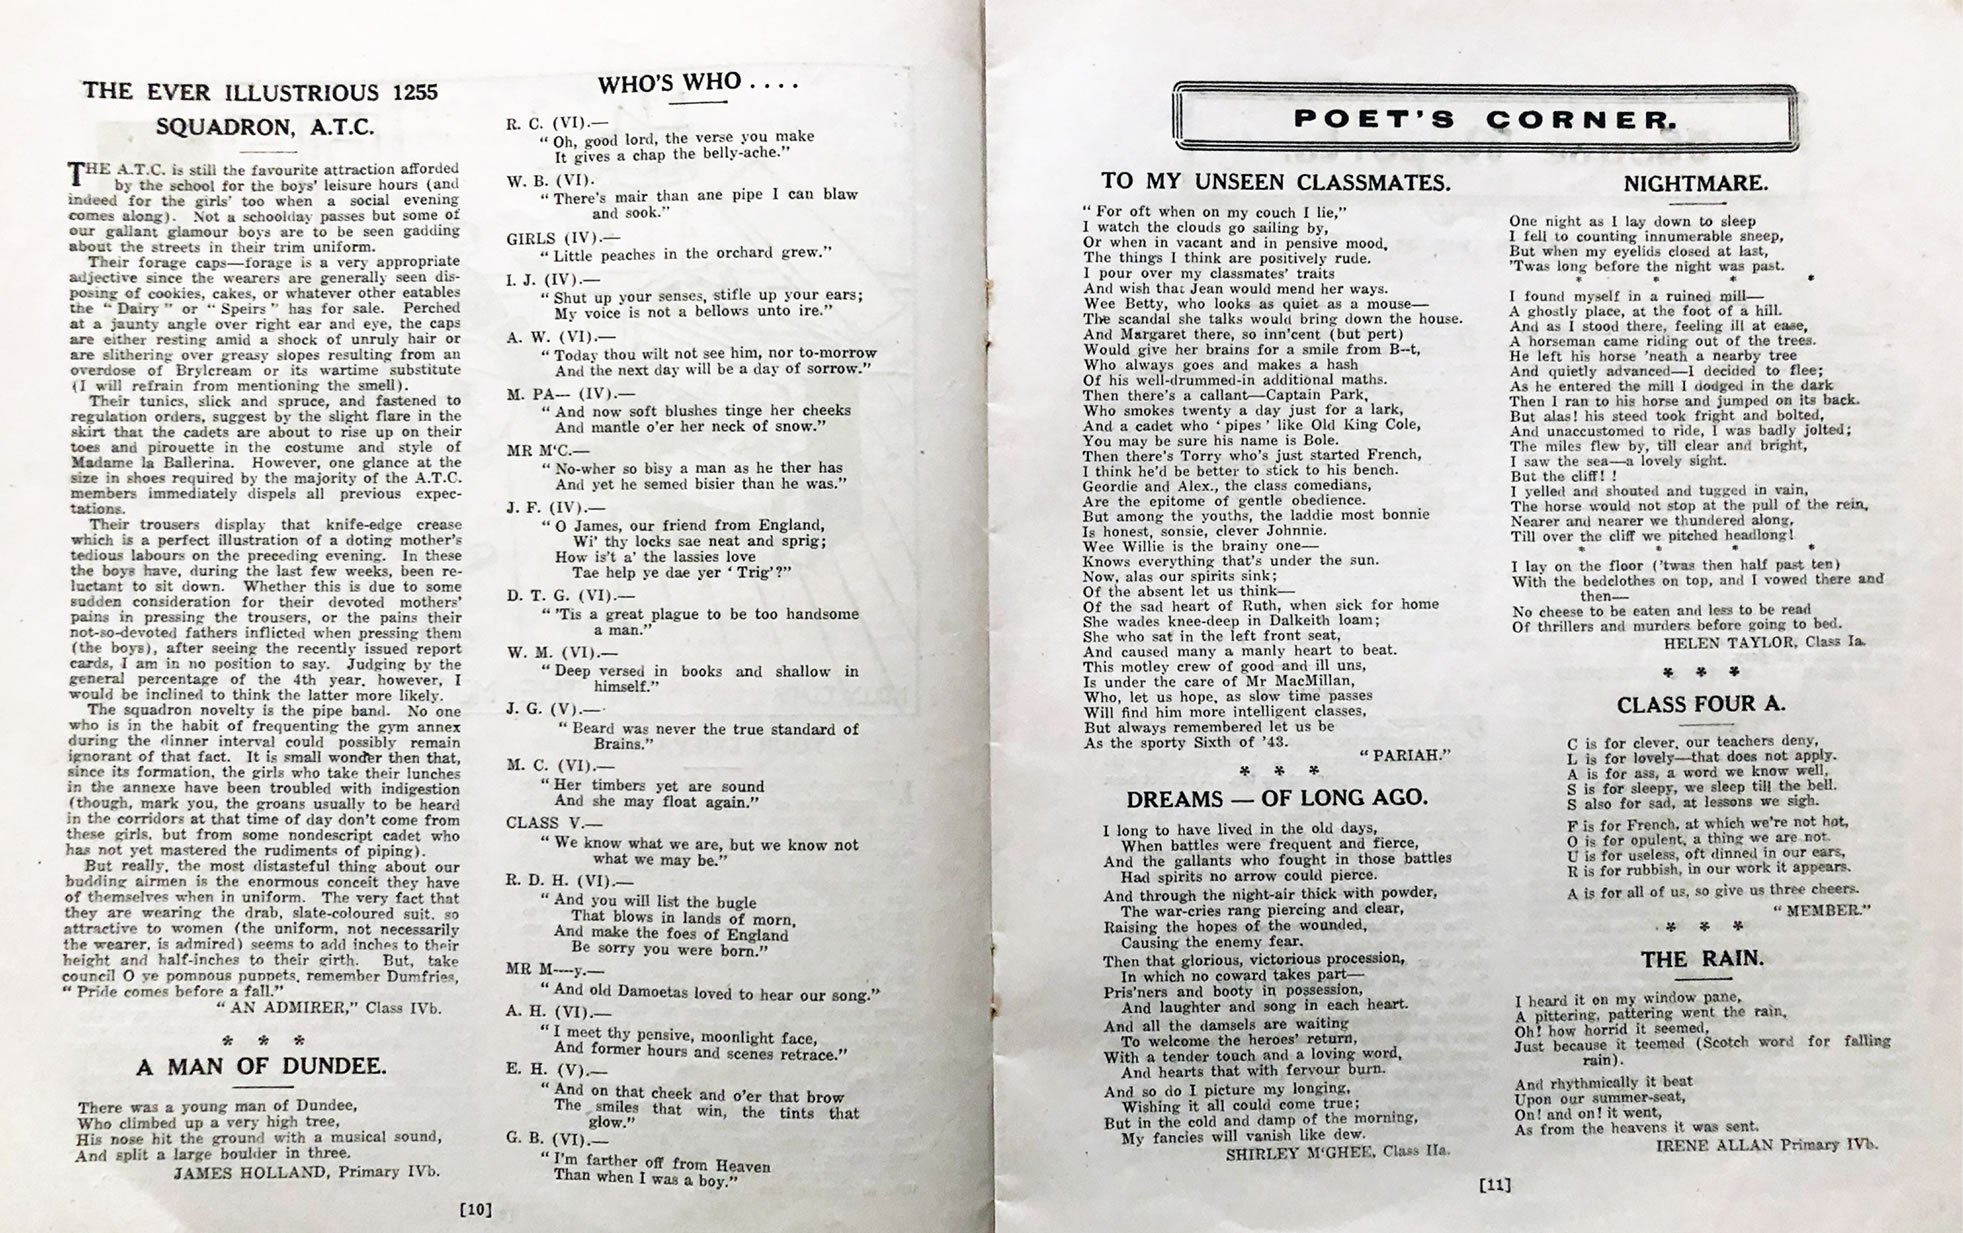 THE EVER ILLUSTRIOUS 1255
SQUADRON, A.T.C.
THE A.T.C. is still the favourite attraction afforded
by the school for the boys' leisure hours (and
indeed for the girls' too when a social evening
comes along). Not a schoolday passes but some of
our gallant glamour boys are to be seen gadding
about the streets in their trim uniform.
Their forage caps—forage is a very appropriate
adjective since the wearers are generally seen dis-
posing of cookies, cakes, or whatever other eatables
the " Dairy " or " Speirs " has for sale. Perched
at a jaunty angle over right ear and eye, the caps
are either resting amid a shock of unruly hair or
are slithering over greasy slopes resulting from an
overdose of Brylcream or its wartime substitute
(I will refrain from mentioning the smell).
Their tunics, slick and spruce, and fastened to
regulation orders, suggest by the slight flare in the
skirt that the cadets are about to rise up on their
toes and pirouette in the costume and style of
Madame la Ballerina. However, one glance at the
size in shoes required by the majority of the A.T.C.
members immediately dispels all previous expec-
tations.
Their trousers display that knife-edge crease
which is a perfect illustration of a doting mother's
tedious labours on the preceding evening. In these
the boys have, during the last few weeks, been re-
luctant to sit down. Whether this is due to some
sudden consideration for their devoted mothers'
pains in pressing the trousers, or the pains their
not-so-devoted fathers inflicted when pressing them
(the boys), after seeing the recently issued report
cards, I am in no position to say. Judging by the
general percentage of the 4th year, however, I
would be inclined to think the latter more likely.
The squadron novelty is the pipe band. No one
who is in the habit of frequenting the gym annex
during the dinner interval could possibly remain
ignorant of that fact. It is small wonder then that,
since its formation, the girls who take their lunches
in the annexe have been troubled with indigestion
(though, mark you, the groans usually to be heard
in the corridors at that time of day don't come from
these girls, but from some nondescript cadet who
has not yet mastered the rudiments of piping).
But really, the most distasteful thing about our
budding airmen is the enormous conceit they have
of themselves when in uniform. The very fact that
they are wearing the drab, slate-coloured suit, so
attractive to women (the uniform, not necessarily
the wearer, is admired) seems to add inches to their
height and half-inches to their girth. But, take
council O ye pompous puppets, remember Dumfries,
" Pride comes before a fall."
" AN ADMIRER," Class IVb.
* * *
A MAN OF DUNDEE.
There was a young man of Dundee,
Who climbed up a very high tree,
His nose hit the ground with a musical sound,
And split a large boulder in three.
JAMES HOLLAND, Primary IVb.
WHO'S WHO . . . .
R. C. (VI).—
" Oh, good lord, the verse you make
It gives a chap the belly-ache."
W. B. (VI).
" There's mair than ane pipe I can blaw
and sook."
GIRLS (IV).—
" Little peaches in the orchard grew."
I. J. (IV).—
" Shut up your senses, stifle up your ears;
My voice is not a bellows unto ire."
A. W. (VI).—
" Today thou wilt not see him, nor to-morrow
And the next day will be a day of sorrow."
M. PA— (IV).—
" And now soft blushes tinge her cheeks
And mantle o'er her neck of snow."
MR M'C.—
" No-wher so bisy a man as he ther has
And yet he semed bisier than he was."
J. F. (IV).—
" O James, our friend from England,
Wi' thy locks sae neat and sprig;
How is't a' the lassies love
Tae help ye dae yer ' Trig'?"
D. T. G. (VI).—
" 'Tis a great plague to be too handsome
a man."
W. M. (VI).—
" Deep versed in books and shallow in
himself."
J. G. (V).—
" Beard was never the true standard of
Brains."
M. C. (VI).—
" Her timbers yet are sound
And she may float again."
CLASS V.—
" We know what we are, but we know not
what we may be."
R. D. H. (VI).—
" And you will list the bugle
That blows in lands of morn,
And make the foes of England
Be sorry you were born."
MR M----y.—
" And old Damoetas loved to hear our song."
A. H. (VI).—
" I meet thy pensive, moonlight face,
And former hours and scenes retrace."
E. H. (V).—
" And on that cheek and o'er that brow
The smiles that win, the tints that
glow."
G. B. (VI).—
" I'm farther off from Heaven
Than when I was a boy."
[10]
POET'S CORNER.
TO MY UNSEEN CLASSMATES.
" For oft when on my couch I lie,"
I watch the clouds go sailing by,
Or when in vacant and in pensive mood,
The things I think are positively rude.
I pour over my classmates' traits
And wish that Jean would mend her ways.
Wee Betty, who looks as quiet as a mouse—
The scandal she talks would bring down the house.
And Margaret there, so inn'cent (but pert)
Would give her brains for a smile from B--t,
Who always goes and makes a hash
Of his well-drummed-in additional maths.
Then there's a callant—Captain Park,
Who smokes twenty a day just for a lark,
And a cadet who ' pipes ' like Old King Cole,
You may be sure his name is Bole.
Then there's Torry who's just started French,
I think he'd be better to stick to his bench.
Geordie and Alex., the class comedians,
Are the epitome of gentle obedience.
But among the youths, the laddie most bonnie
Is honest, sonsie, clever Johnnie.
Wee Willie is the brainy one—
Knows everything that's under the sun.
Now, alas our spirits sink;
Of the absent let us think—
Of the sad heart of Ruth, when sick for home
She wades knee-deep in Dalkeith loam;
She who sat in the left front seat,
And caused many a manly heart to beat.
This motley crew of good and ill uns,
Is under the care of Mr MacMillan,
Who, let us hope, as slow time passes
Will find him more intelligent classes,
But always remembered let us be
As the sporty Sixth of '43.
" PARIAH."
* * *
DREAMS — OF LONG AGO.
I long to have lived in the old days,
When battles were frequent and fierce,
And the gallants who fought in those battles
Had spirits no arrow could pierce.
And through the night-air thick with powder,
The war-cries rang piercing and clear,
Raising the hopes of the wounded,
Causing the enemy fear.
Then that glorious, victorious procession,
In which no coward takes part—
Pris'ners and booty in possession,
And laughter and song in each heart.
And all the damsels are waiting
To welcome the heroes' return,
With a tender touch and a loving word,
And hearts that with fervour burn.
And so do I picture my longing,
Wishing it all could come true;
But in the cold and damp of the morning,
My fancies will vanish like dew.
SHIRLEY M'GHEE, Class IIa.
NIGHTMARE.
One night as I lay down to sleep
I fell to counting innumerable sneep,
But when my eyelids closed at last,
'Twas long before the night was past.
* * * *
I found myself in a ruined mill—
A ghostly place, at the foot of a hill.
And as I stood there, feeling ill at ease,
A horseman came riding out of the trees.
He left his horse 'neath a nearby tree
And quietly advanced—I decided to flee;
As he entered the mill I dodged in the dark
Then I ran to his horse and jumped on its back.
But alas! his steed took fright and bolted,
And unaccustomed to ride, I was badly jolted;
The miles flew by, till clear and bright,
I saw the sea—a lovely sight.
But the cliff! !
I yelled and shouted and tugged in vain,
The horse would not stop at the pull of the rein,
Nearer and nearer we thundered along,
Till over the cliff we pitched headlong!
* * * *
I lay on the floor ('twas then half past ten)
With the bedclothes on top, and I vowed there and
then—
No cheese to be eaten and less to be read
Of thrillers and murders before going to bed.
HELEN TAYLOR, Class Ia.
* * *
CLASS FOUR A.
C is for clever, our teachers deny,
L is for lovely—that does not apply.
A is for ass, a word we know well,
S is for sleepy, we sleep till the bell.
S also for sad, at lessons we sigh.
F is for French, at which we're not hot,
O is for opulent, a thing we are not.
U is for useless, oft dinned in our ears,
R is for rubbish, in our work it appears.
A is for all of us, so give us three cheers.
" MEMBER."
* * *
THE RAIN.
I heard it on my window pane,
A pittering, pattering went the rain,
Oh! how horrid it seemed,
Just because it teemed (Scotch word for falling
rain).
And rhythmically it beat
Upon our summer-seat,
On! and on! it went,
As from the heavens it was sent.
IRENE ALLAN Primary IVb.
[11]